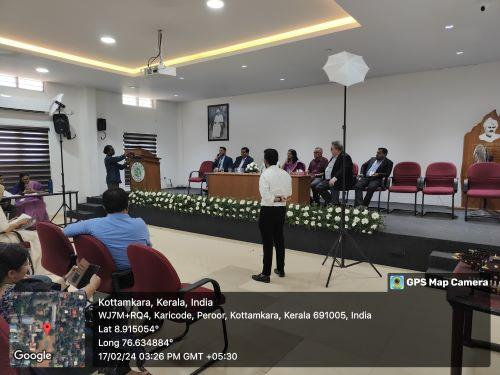 GPS Map Camera
Kottamkara, Kerala, India
WJ7M+RQ4, Karicode, Peroor, Kottamkara, Kerala 691005, India
Lat 8.915054°
Long 76.634884°
17/02/24 03:26 PM GMT +05:30
Google